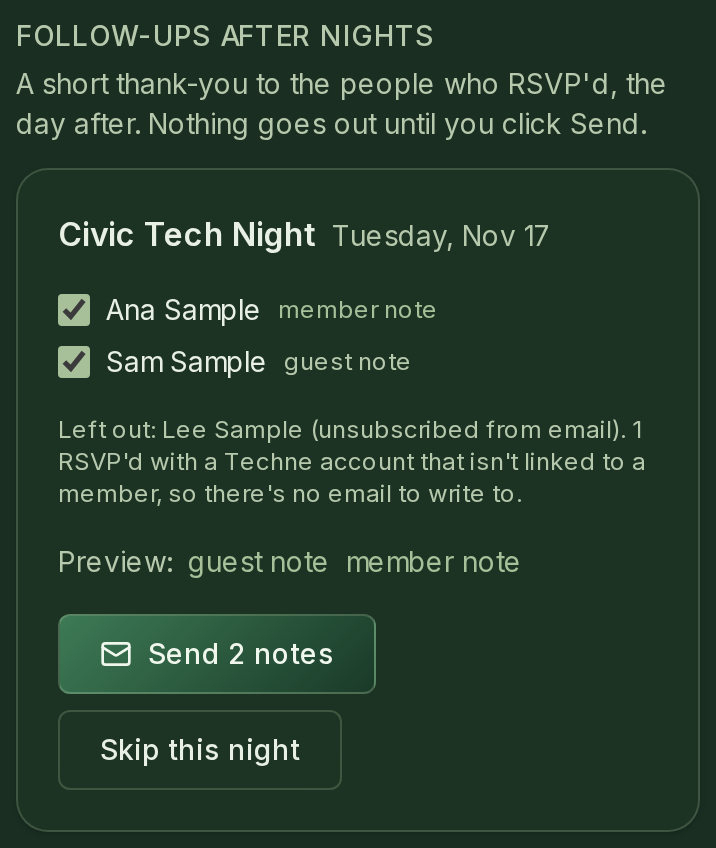 FOLLOW-UPS AFTER NIGHTS
A short thank-you to the people who RSVP'd, the
day after. Nothing goes out until you click Send.
Civic Tech Night Tuesday, Nov 17
Ana Sample member note
Sam Sample guest note
Left out: Lee Sample (unsubscribed from email). 1
RSVP'd with a Techne account that isn't linked to a
member, so there's no email to write to.
Preview: guest note member note
Send 2 notes
Skip this night